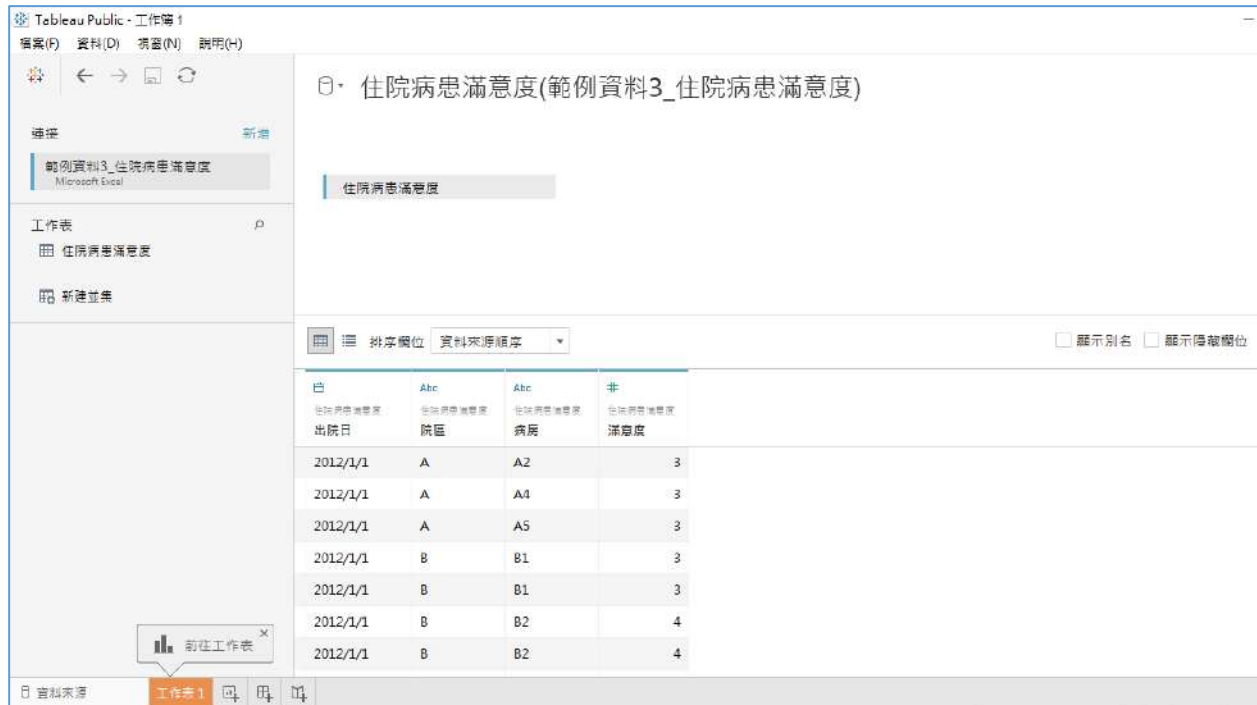 Tableau Public - 工作簿 1
檔案(F) 資料(D) 視窗(N) 說明(H)
住院病患滿意度(範例資料3_住院病患滿意度)
連接 新增
範例資料3_住院病患滿意度
Microsoft Excel
住院病患滿意度
工作表
住院病患滿意度
新建並集
排序欄位 資料來源順序 顯示別名 顯示隱藏欄位
Abc Abc
住院病患滿意度 住院病患滿意度 住院病患滿意度 住院病患滿意度
出院日 院區 病房 滿意度
2012/1/1 A A2 3
2012/1/1 A A4 3
2012/1/1 A A5 3
2012/1/1 B B1 3
2012/1/1 B B1 3
2012/1/1 B B2 4
2012/1/1 B B2 4
前往工作表
資料來源 工作表 1